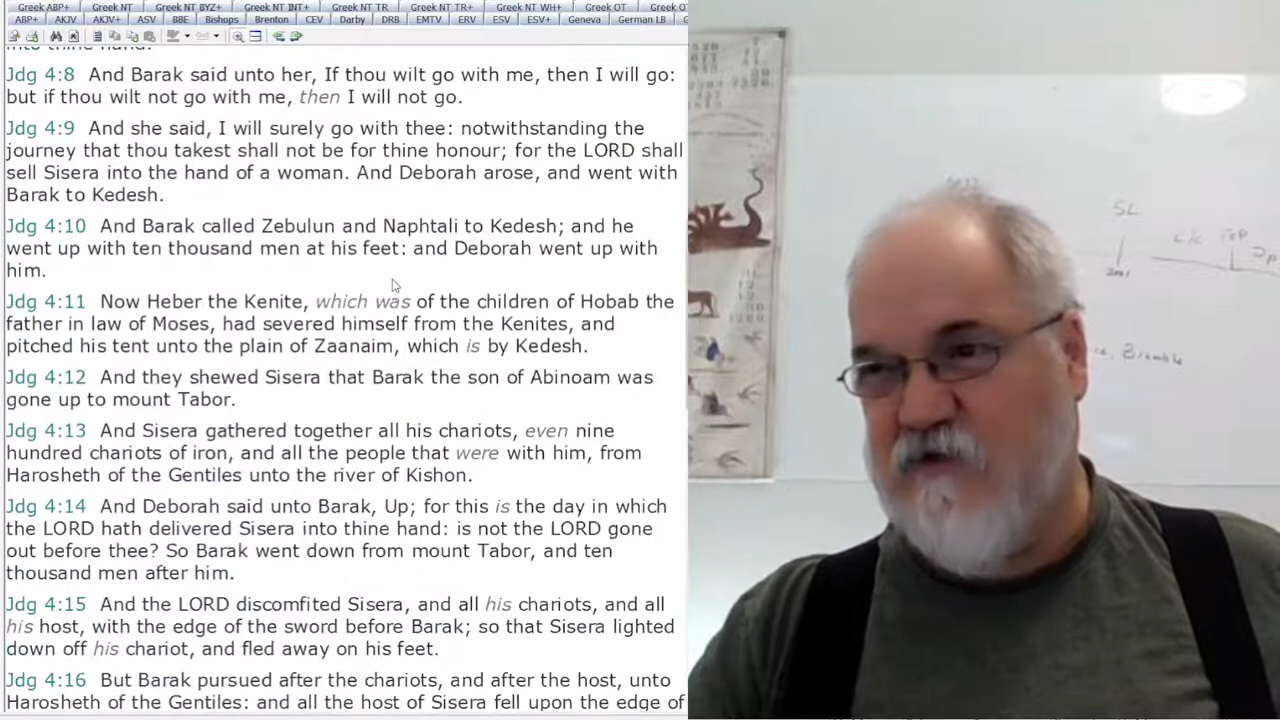 Greek ABP+ Greek NT Greek NT BYZ+ Greek NT INT+ Greek NT TR Greek NT TR+ Greek NT WH+ Greek OT Greek O
ABP+ AKJV AKJV+ ASV BBE Bishops Brenton CEV Darby DRB EMTV ERV ESV ESV+ Geneva German LB
into thine hand.
Jdg 4:8 And Barak said unto her, If thou wilt go with me, then I will go:
but if thou wilt not go with me, then I will not go.
Jdg 4:9 And she said, I will surely go with thee: notwithstanding the
journey that thou takest shall not be for thine honour; for the LORD shall
sell Sisera into the hand of a woman. And Deborah arose, and went with
Barak to Kedesh.
Jdg 4:10 And Barak called Zebulun and Naphtali to Kedesh; and he
went up with ten thousand men at his feet: and Deborah went up with
him.
Jdg 4:11 Now Heber the Kenite, which was of the children of Hobab the
father in law of Moses, had severed himself from the Kenites, and
pitched his tent unto the plain of Zaanaim, which is by Kedesh.
Jdg 4:12 And they shewed Sisera that Barak the son of Abinoam was
gone up to mount Tabor.
Jdg 4:13 And Sisera gathered together all his chariots, even nine
hundred chariots of iron, and all the people that were with him, from
Harosheth of the Gentiles unto the river of Kishon.
Jdg 4:14 And Deborah said unto Barak, Up; for this is the day in which
the LORD hath delivered Sisera into thine hand: is not the LORD gone
out before thee? So Barak went down from mount Tabor, and ten
thousand men after him.
Jdg 4:15 And the LORD discomfited Sisera, and all his chariots, and all
his host, with the edge of the sword before Barak; so that Sisera lighted
down off his chariot, and fled away on his feet.
Jdg 4:16 But Barak pursued after the chariots, and after the host, unto
Harosheth of the Gentiles: and all the host of Sisera fell upon the edge of
SL
Bramble